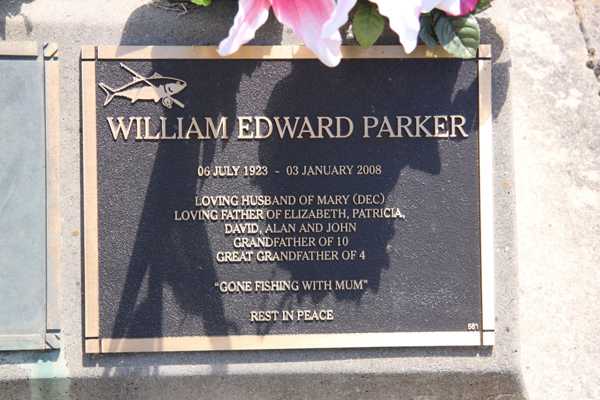 WILLIAM EDWARD PARKER
06 JULY 1923 - 03 JANUARY 2008
LOVING HUSBAND OF MARY (DEC)
LOVING FATHER OF ELIZABETH, PATRICIA,
DAVID, ALAN AND JOHN
GRANDFATHER OF 10
GREAT GRANDFATHER OF 4
"GONE FISHING WITH MUM"
REST IN PEACE